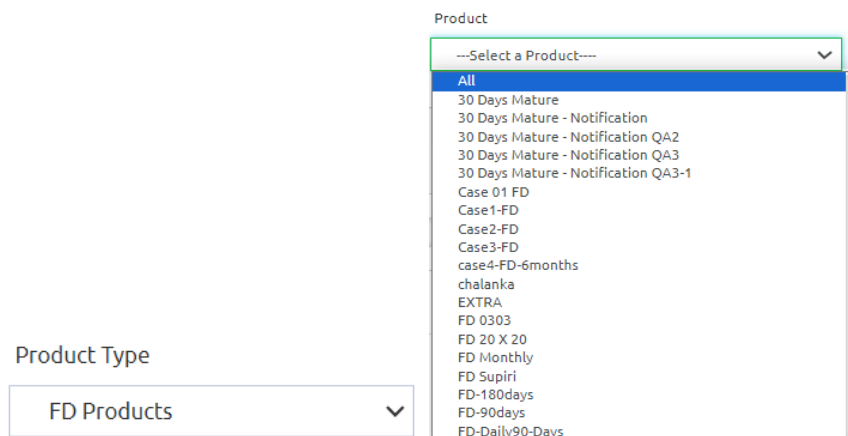 Product
---Select a Product----
All
30 Days Mature
30 Days Mature - Notification
30 Days Mature - Notification QA2
30 Days Mature - Notification QA3
30 Days Mature - Notification QA3-1
Case 01 FD
Case1-FD
Case2-FD
Case3-FD
case4-FD-6months
chalanka
EXTRA
FD 0303
FD 20 X 20
FD Monthly
FD Supiri
FD-180days
FD-90days
FD-Daily90-Days
Product Type
FD Products